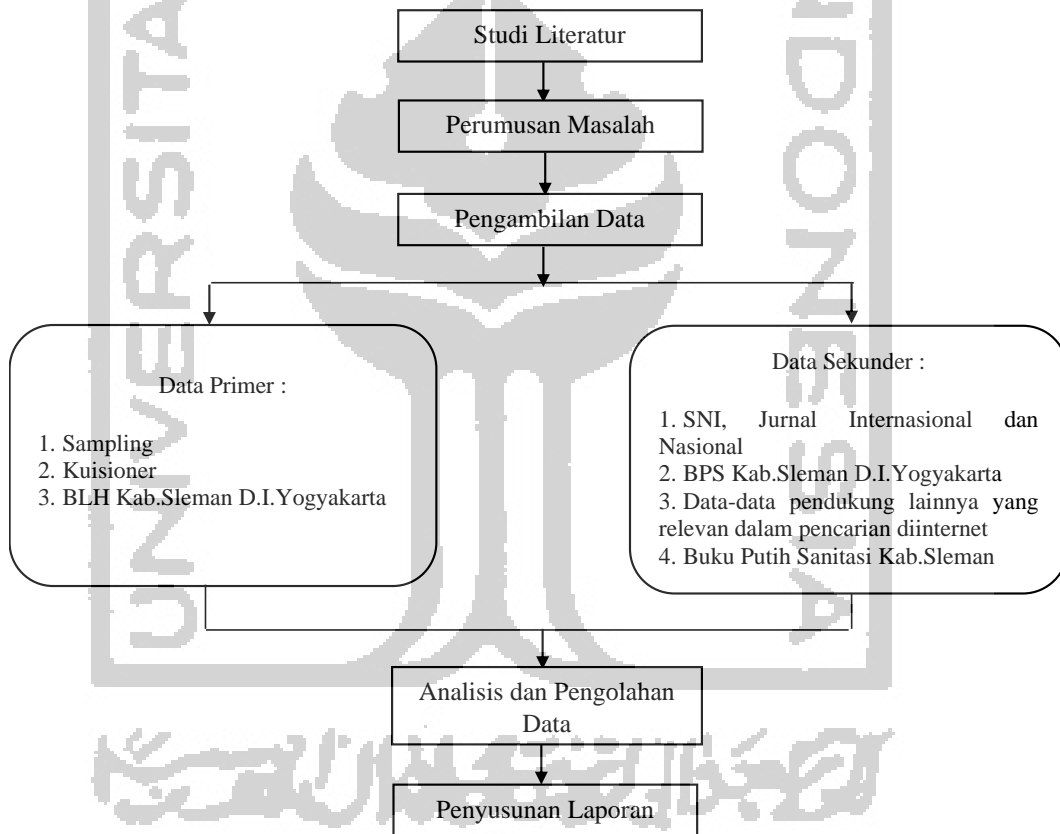 Studi Literatur
Perumusan Masalah
Pengambilan Data
Data Primer :
1. Sampling
2. Kuisioner
3. BLH Kab.Sleman D.I.Yogyakarta
Data Sekunder :
1. SNI, Jurnal Internasional dan
Nasional
2. BPS Kab.Sleman D.I.Yogyakarta
3. Data-data pendukung lainnya yang
relevan dalam pencarian diinternet
4. Buku Putih Sanitasi Kab.Sleman
Analisis dan Pengolahan
Data
Penyusunan Laporan
UNIVERSITA